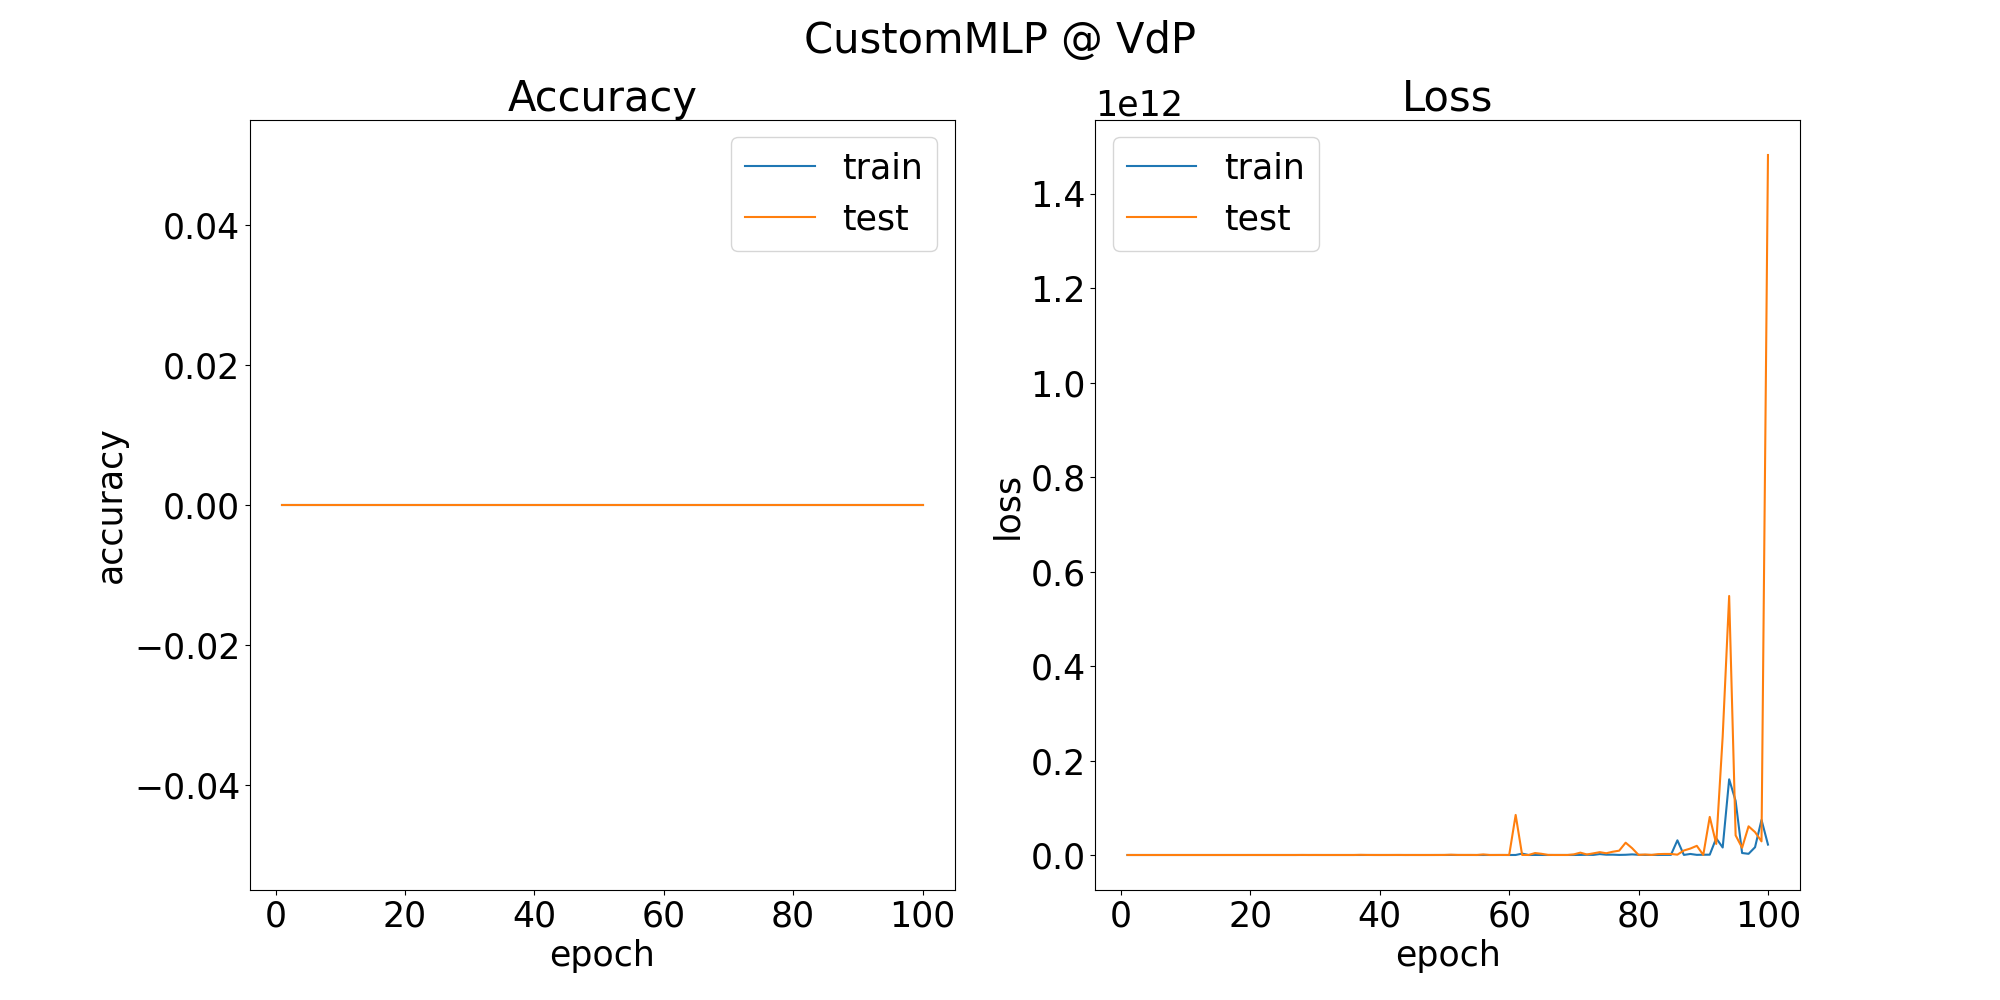 CustomMLP @ VdP
Accuracy
train
test
0.04
0.02
0.00
−0.02
−0.04
accuracy
0 20 40 60 80 100
epoch
Loss
1e12
train
test
1.4
1.2
1.0
0.8
0.6
0.4
0.2
0.0
loss
0 20 40 60 80 100
epoch